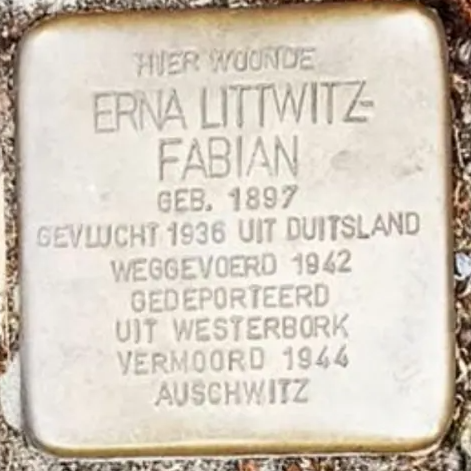 HIER WOONDE
ERNA LITTWITZ-
FABIAN
GEB. 1897
GEVLUCHT 1936 UIT DUITSLAND
WEGGEVOERD 1942
GEDEPORTEERD
UIT WESTERBORK
VERMOORD 1944
AUSCHWITZ